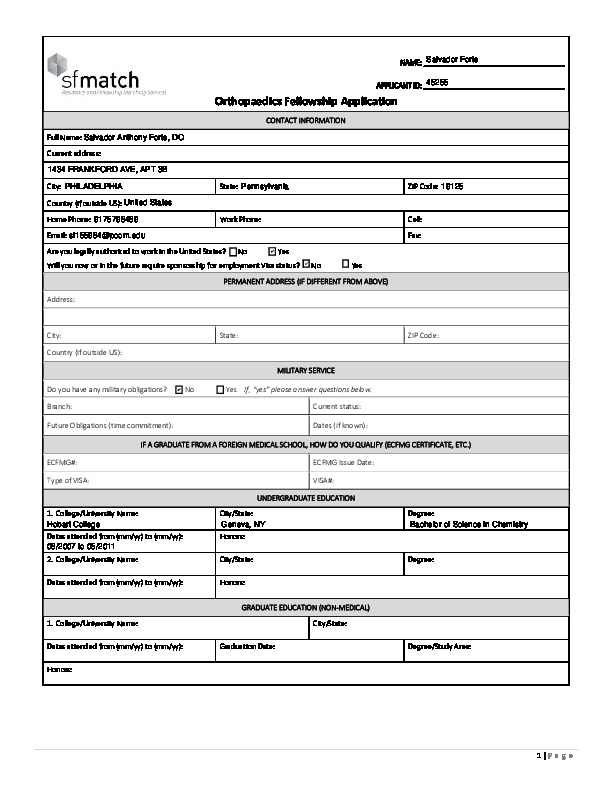 NAME: Salvador Forte
sfmatch
Residency and Fellowship Matching Services
APPLICANT ID:
Orthopaedics Fellowship Application
CONTACT INFORMATION
Full Name: Salvador Anthony Forte, DO
Current address:
1434 FRANKFORD AVE, APT 3B
City: PHILADELPHIA State: Pennsylvania ZIP Code: 19125
Country (if outside US): United States
Home Phone: Work Phone: Cell:
Email: Fax:
Are you legally authorized to work in the United States? No Yes
Will you now or in the future require sponsorship for employment Visa status? No Yes
PERMANENT ADDRESS (IF DIFFERENT FROM ABOVE)
Address:
City: State: ZIP Code:
Country (if outside US):
MILITARY SERVICE
Do you have any military obligations? No Yes If, "yes" please answer questions below.
Branch: Current status:
Future Obligations (time commitment): Dates (if known):
IF A GRADUATE FROM A FOREIGN MEDICAL SCHOOL, HOW DO YOU QUALIFY (ECFMG CERTIFICATE, ETC.)
ECFMG#: ECFMG Issue Date:
Type of VISA: VISA#:
UNDERGRADUATE EDUCATION
1. College/University Name: City/State: Degree:
Hobart College Geneva, NY Bachelor of Science in Chemistry
Dates attended from (mm/yy) to (mm/yy): Honors:
to
2. College/University Name: City/State: Degree:
Dates attended from (mm/yy) to (mm/yy): Honors:
GRADUATE EDUCATION (NON-MEDICAL)
1. College/University Name: City/State:
Dates attended from (mm/yy) to (mm/yy): Graduation Date: Degree/Study Area:
Honors:
1 | Page